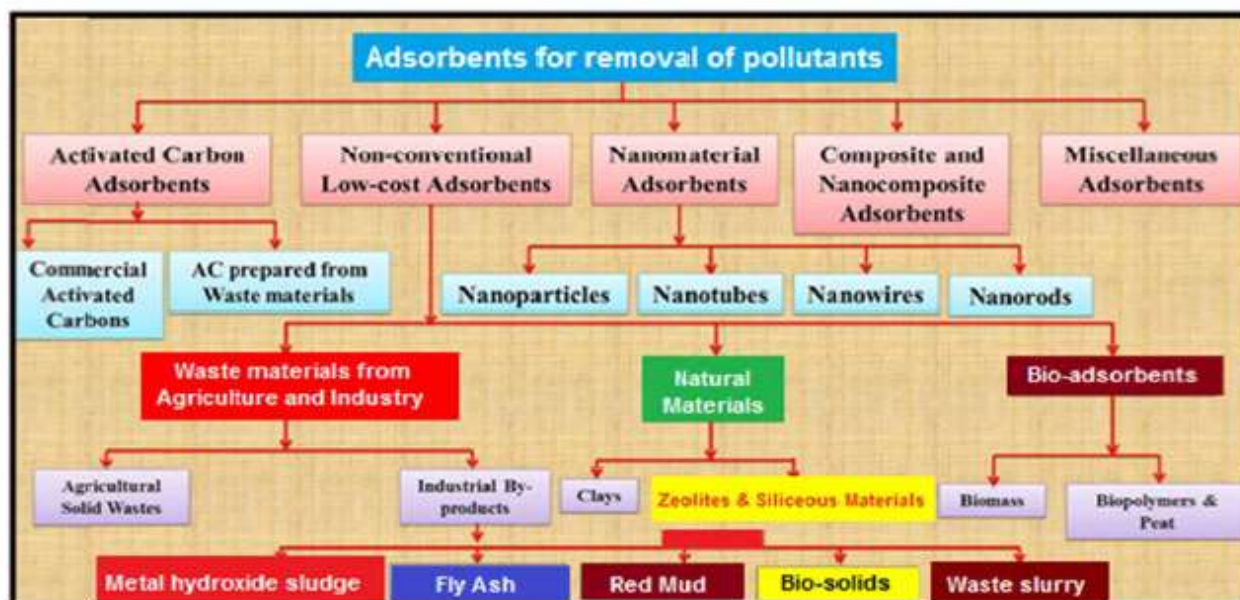 Adsorbents for removal of pollutants
Activated Carbon
Adsorbents
Non-conventional
Low-cost Adsorbents
Nanomaterial
Adsorbents
Composite and
Nanocomposite
Adsorbents
Miscellaneous
Adsorbents
Commercial
Activated
Carbons
AC prepared from
Waste materials
Nanoparticles
Nanotubes
Nanowires
Nanorods
Waste materials from
Agriculture and Industry
Natural
Materials
Bio-adsorbents
Agricultural
Solid Wastes
Industrial By-
products
Clays
Zeolites & Siliceous Materials
Biomass
Biopolymers &
Peat
Metal hydroxide sludge
Fly Ash
Red Mud
Bio-solids
Waste slurry